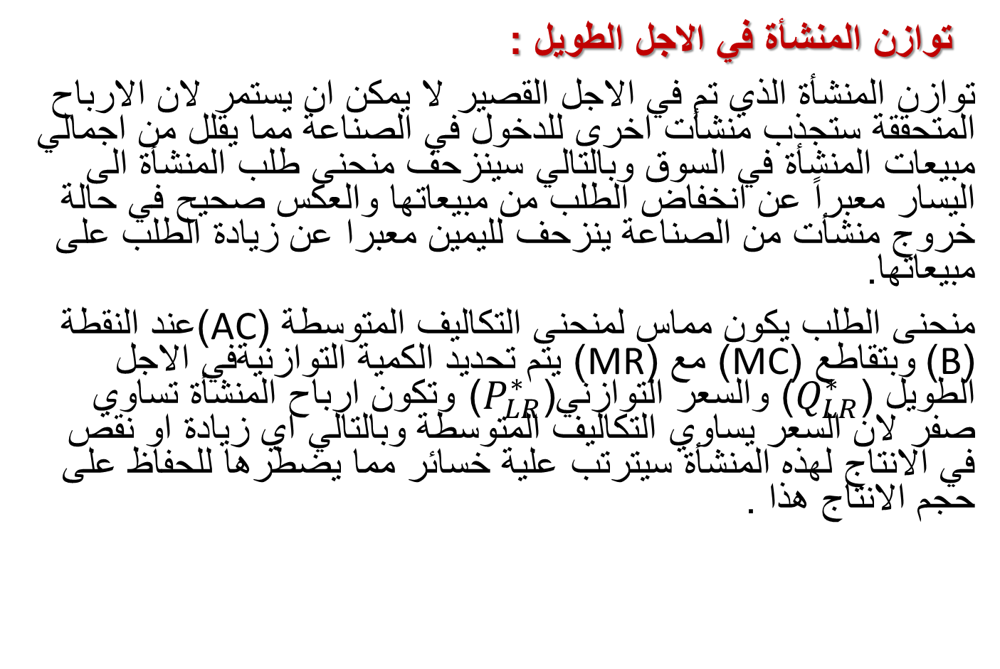 توازن المنشأة في الاجل الطويل :
توازن المنشأة الذي تم في الاجل القصير لا يمكن ان يستمر لان الارباح
المتحققة ستجذب منشأت اخرى للدخول في الصناعة مما يقلل من اجمالي
مبيعات المنشأة في السوق وبالتالي سينزحف منحنى طلب المنشأة الى
اليسار معبراً عن انخفاض الطلب من مبيعاتها والعكس صحيح في حالة
خروج منشأت من الصناعة ينزحف لليمين معبرا عن زيادة الطلب على
مبيعاتها.
منحنى الطلب يكون مماس لمنحنى التكاليف المتوسطة (AC)عند النقطة
(B) وبتقاطع (MC) مع (MR) يتم تحديد الكمية التوازنيةفي الاجل
الطويل ($Q^*_{LR}$) والسعر التوازني($P^*_{LR}$) وتكون ارباح المنشأة تساوي
صفر لان السعر يساوي التكاليف المتوسطة وبالتالي اي زيادة او نقص
في الانتاج لهذه المنشأة سيترتب علية خسائر مما يضطرها للحفاظ على
حجم الانتاج هذا .